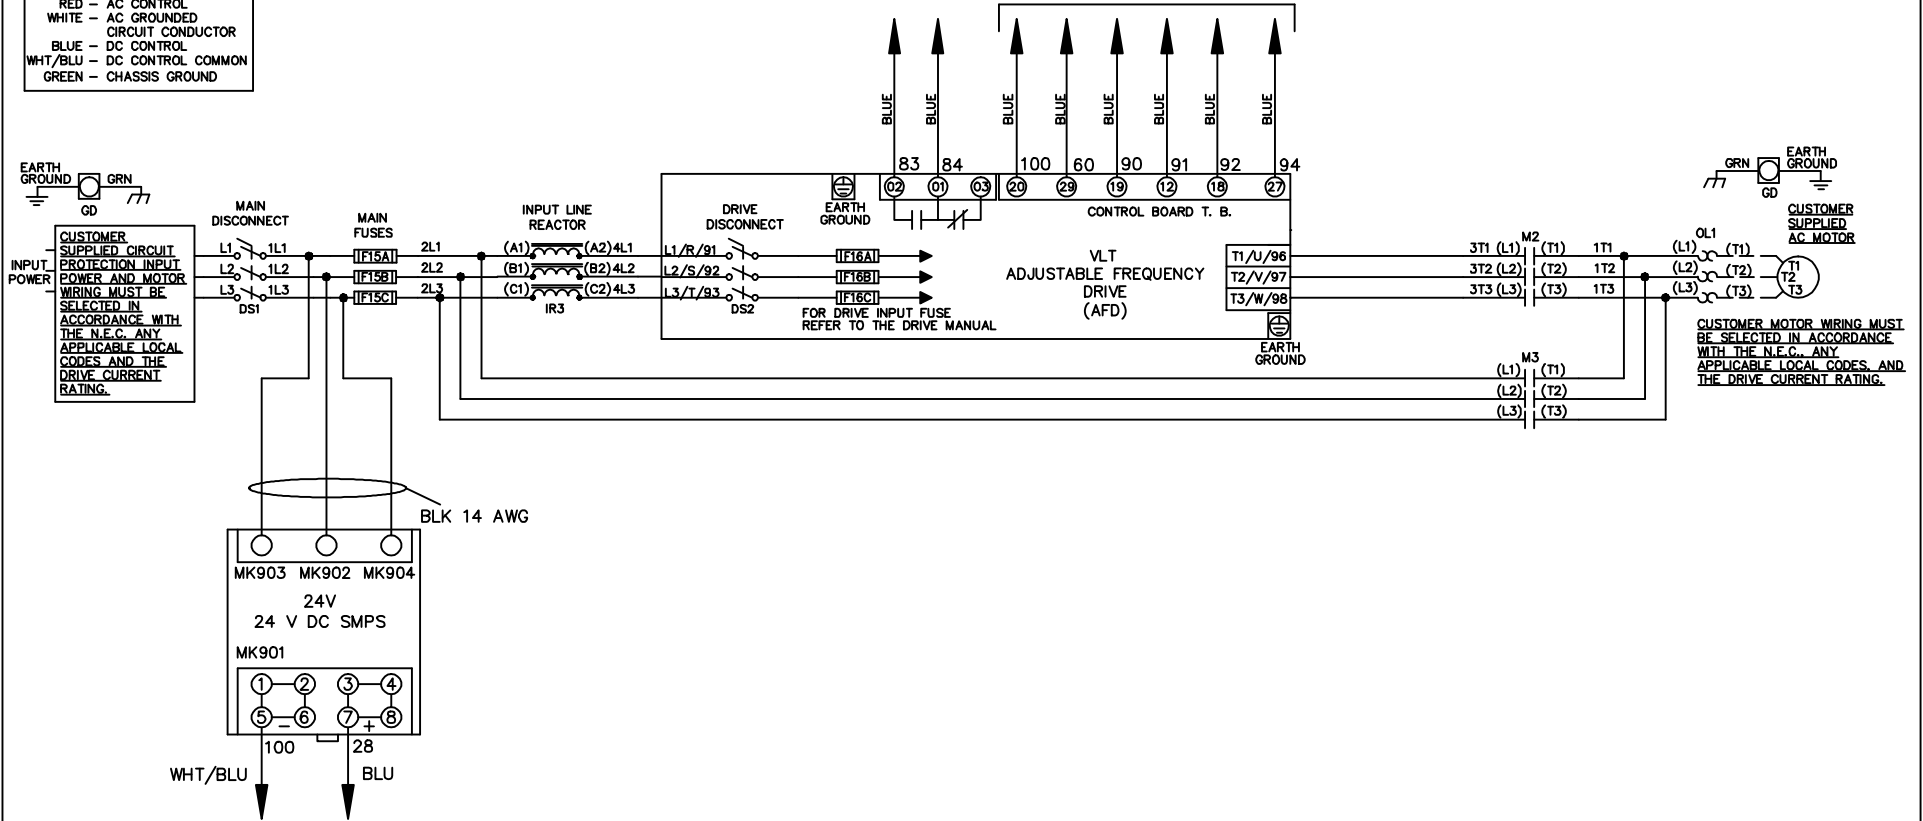 RED – AC CONTROL
WHITE – AC GROUNDED
CIRCUIT CONDUCTOR
BLUE – DC CONTROL
WHT/BLU – DC CONTROL COMMON
GREEN – CHASSIS GROUND
BLUE BLUE BLUE BLUE BLUE BLUE BLUE BLUE
83 84 100 60 90 91 92 94
02 01 03 20 29 19 12 18 27
EARTH
GROUND
CONTROL BOARD T. B.
EARTH
GROUND
GRN
GD
INPUT
POWER
CUSTOMER
SUPPLIED CIRCUIT
PROTECTION INPUT
POWER AND MOTOR
WIRING MUST BE
SELECTED IN
ACCORDANCE WITH
THE N.E.C. ANY
APPLICABLE LOCAL
CODES AND THE
DRIVE CURRENT
RATING.
MAIN
DISCONNECT
L1 1L1
L2 1L2
L3 1L3
DS1
MAIN
FUSES
F15A
F15B
F15C
2L1
2L2
2L3
INPUT LINE
REACTOR
(A1) (A2) 4L1
(B1) (B2) 4L2
(C1) (C2) 4L3
IR3
L1/R/91
L2/S/92
L3/T/93
DRIVE
DISCONNECT
DS2
F16A
F16B
F16C
FOR DRIVE INPUT FUSE
REFER TO THE DRIVE MANUAL
VLT
ADJUSTABLE FREQUENCY
DRIVE
(AFD)
T1/U/96
T2/V/97
T3/W/98
EARTH
GROUND
M2
3T1 (L1) (T1) 1T1
3T2 (L2) (T2) 1T2
3T3 (L3) (T3) 1T3
M3
(L1) (T1)
(L2) (T2)
(L3) (T3)
OL1
(L1) (T1)
(L2) (T2)
(L3) (T3)
T1
T2
T3
GRN
GD
EARTH
GROUND
CUSTOMER
SUPPLIED
AC MOTOR
CUSTOMER MOTOR WIRING MUST
BE SELECTED IN ACCORDANCE
WITH THE N.E.C., ANY
APPLICABLE LOCAL CODES, AND
THE DRIVE CURRENT RATING.
BLK 14 AWG
MK903 MK902 MK904
24V
24 V DC SMPS
MK901
1 2 3 4
5 6 7 8
– +
100 28
WHT/BLU BLU